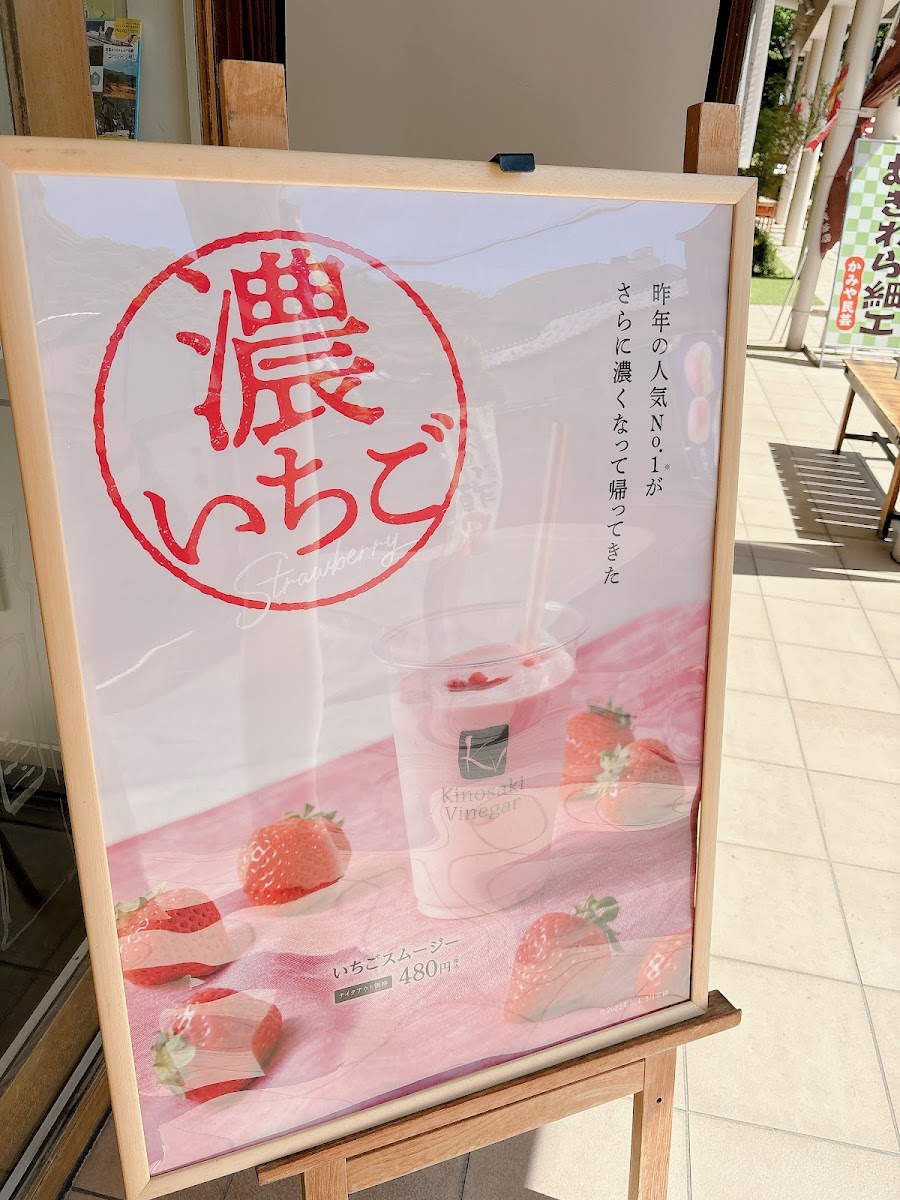 濃
いちご
Strawberry
昨年の人気No.1※が
さらに濃くなって帰ってきた
KV
Kinosaki
Vinegar
いちごスムージー
テイクアウト価格 480円
むぎわら細工
かみや民芸